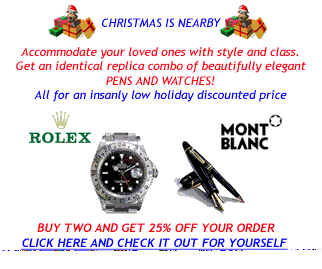 CHRISTMAS IS NEARBY
Accommodate your loved ones with style and class.
Get an identical replica combo of beautifully elegant
PENS AND WATCHES!
All for an insanly low holiday discounted price
ROLEX
MONT
BLANC
BUY TWO AND GET 25% OFF YOUR ORDER
CLICK HERE AND CHECK IT OUT FOR YOURSELF